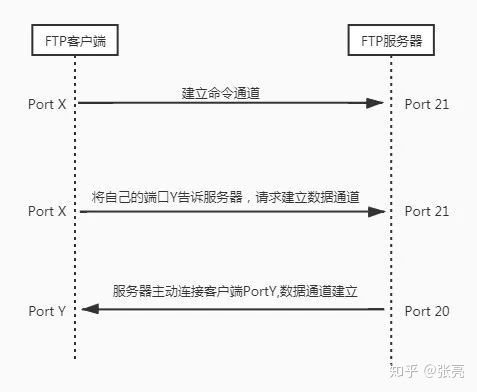 FTP客户端 FTP服务器
建立命令通道
Port X Port 21
将自己的端口Y告诉服务器，请求建立数据通道
Port X Port 21
服务器主动连接客户端PortY,数据通道建立
Port Y Port 20
知乎 @张亮